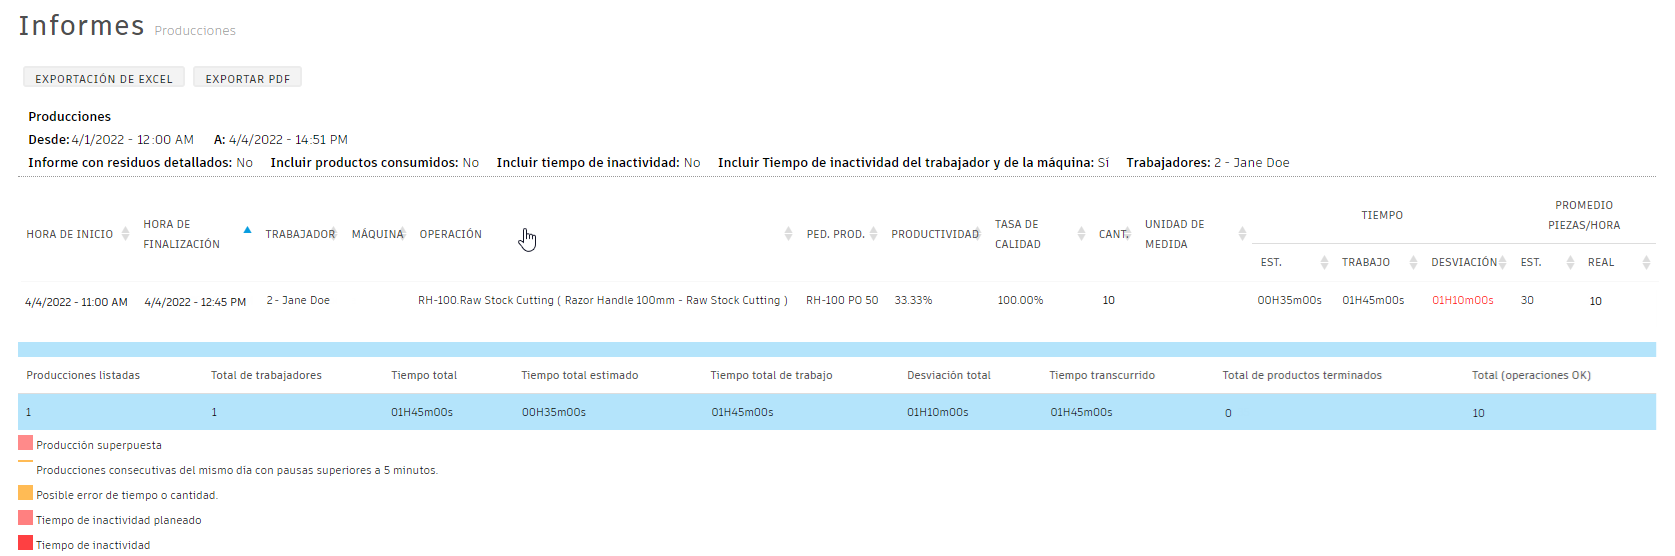 Informes Producciones
EXPORTACIÓN DE EXCEL EXPORTAR PDF
Producciones
Desde: 4/1/2022 - 12:00 AM A: 4/4/2022 - 14:51 PM
Informe con residuos detallados: No Incluir productos consumidos: No Incluir tiempo de inactividad: No Incluir Tiempo de inactividad del trabajador y de la máquina: Sí Trabajadores: 2 - Jane Doe
HORA DE INICIO HORA DE FINALIZACIÓN TRABAJADOR MÁQUINA OPERACIÓN PED. PROD. PRODUCTIVIDAD TASA DE CALIDAD CANT. UNIDAD DE MEDIDA TIEMPO PROMEDIO PIEZAS/HORA
EST. TRABAJO DESVIACIÓN EST. REAL
4/4/2022 - 11:00 AM 4/4/2022 - 12:45 PM 2 - Jane Doe RH-100.Raw Stock Cutting ( Razor Handle 100mm - Raw Stock Cutting ) RH-100 PO 50 33.33% 100.00% 10 00H35m00s 01H45m00s 01H10m00s 30 10
Producciones listadas Total de trabajadores Tiempo total Tiempo total estimado Tiempo total de trabajo Desviación total Tiempo transcurrido Total de productos terminados Total (operaciones OK)
1 1 01H45m00s 00H35m00s 01H45m00s 01H10m00s 01H45m00s 0 10
Producción superpuesta
Producciones consecutivas del mismo día con pausas superiores a 5 minutos.
Posible error de tiempo o cantidad.
Tiempo de inactividad planeado
Tiempo de inactividad